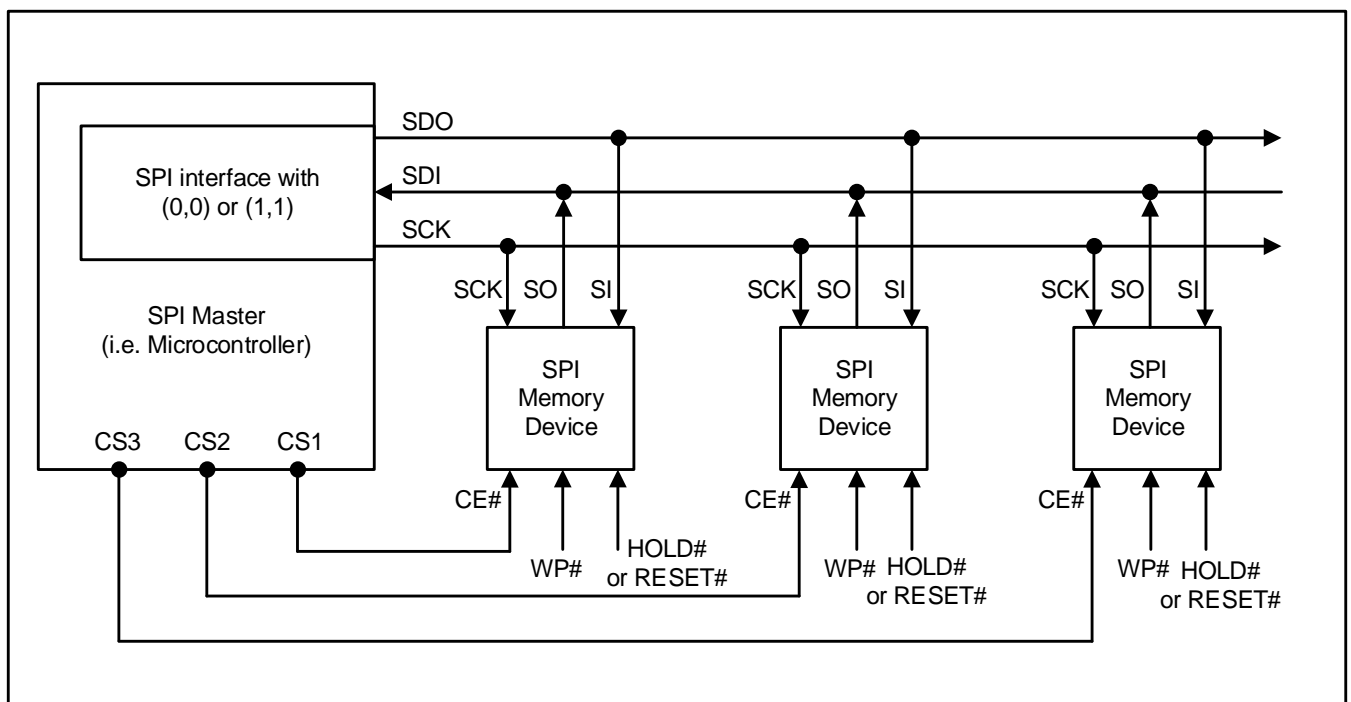 SDO
SPI interface with
(0,0) or (1,1)
SDI
SCK
SPI Master
(i.e. Microcontroller)
SCK SO SI
SCK SO SI
SCK SO SI
SPI
Memory
Device
SPI
Memory
Device
SPI
Memory
Device
CS3 CS2 CS1
CE#
WP#
HOLD#
or RESET#
CE#
WP#
HOLD#
or RESET#
CE#
WP#
HOLD#
or RESET#